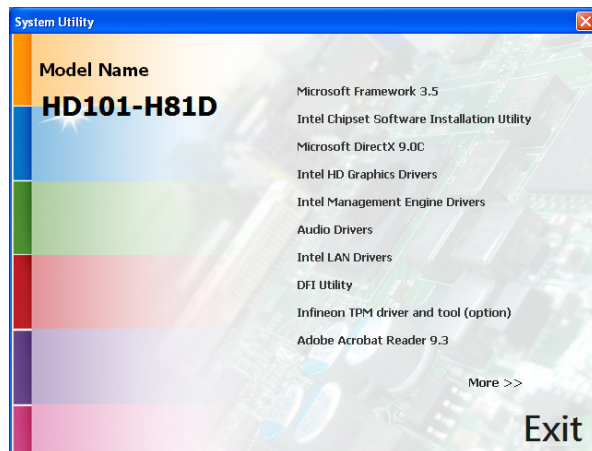 System Utility
Model Name
HD101-H81D
Microsoft Framework 3.5
Intel Chipset Software Installation Utility
Microsoft DirectX 9.0C
Intel HD Graphics Drivers
Intel Management Engine Drivers
Audio Drivers
Intel LAN Drivers
DFI Utility
Infineon TPM driver and tool (option)
Adobe Acrobat Reader 9.3
More >>
Exit